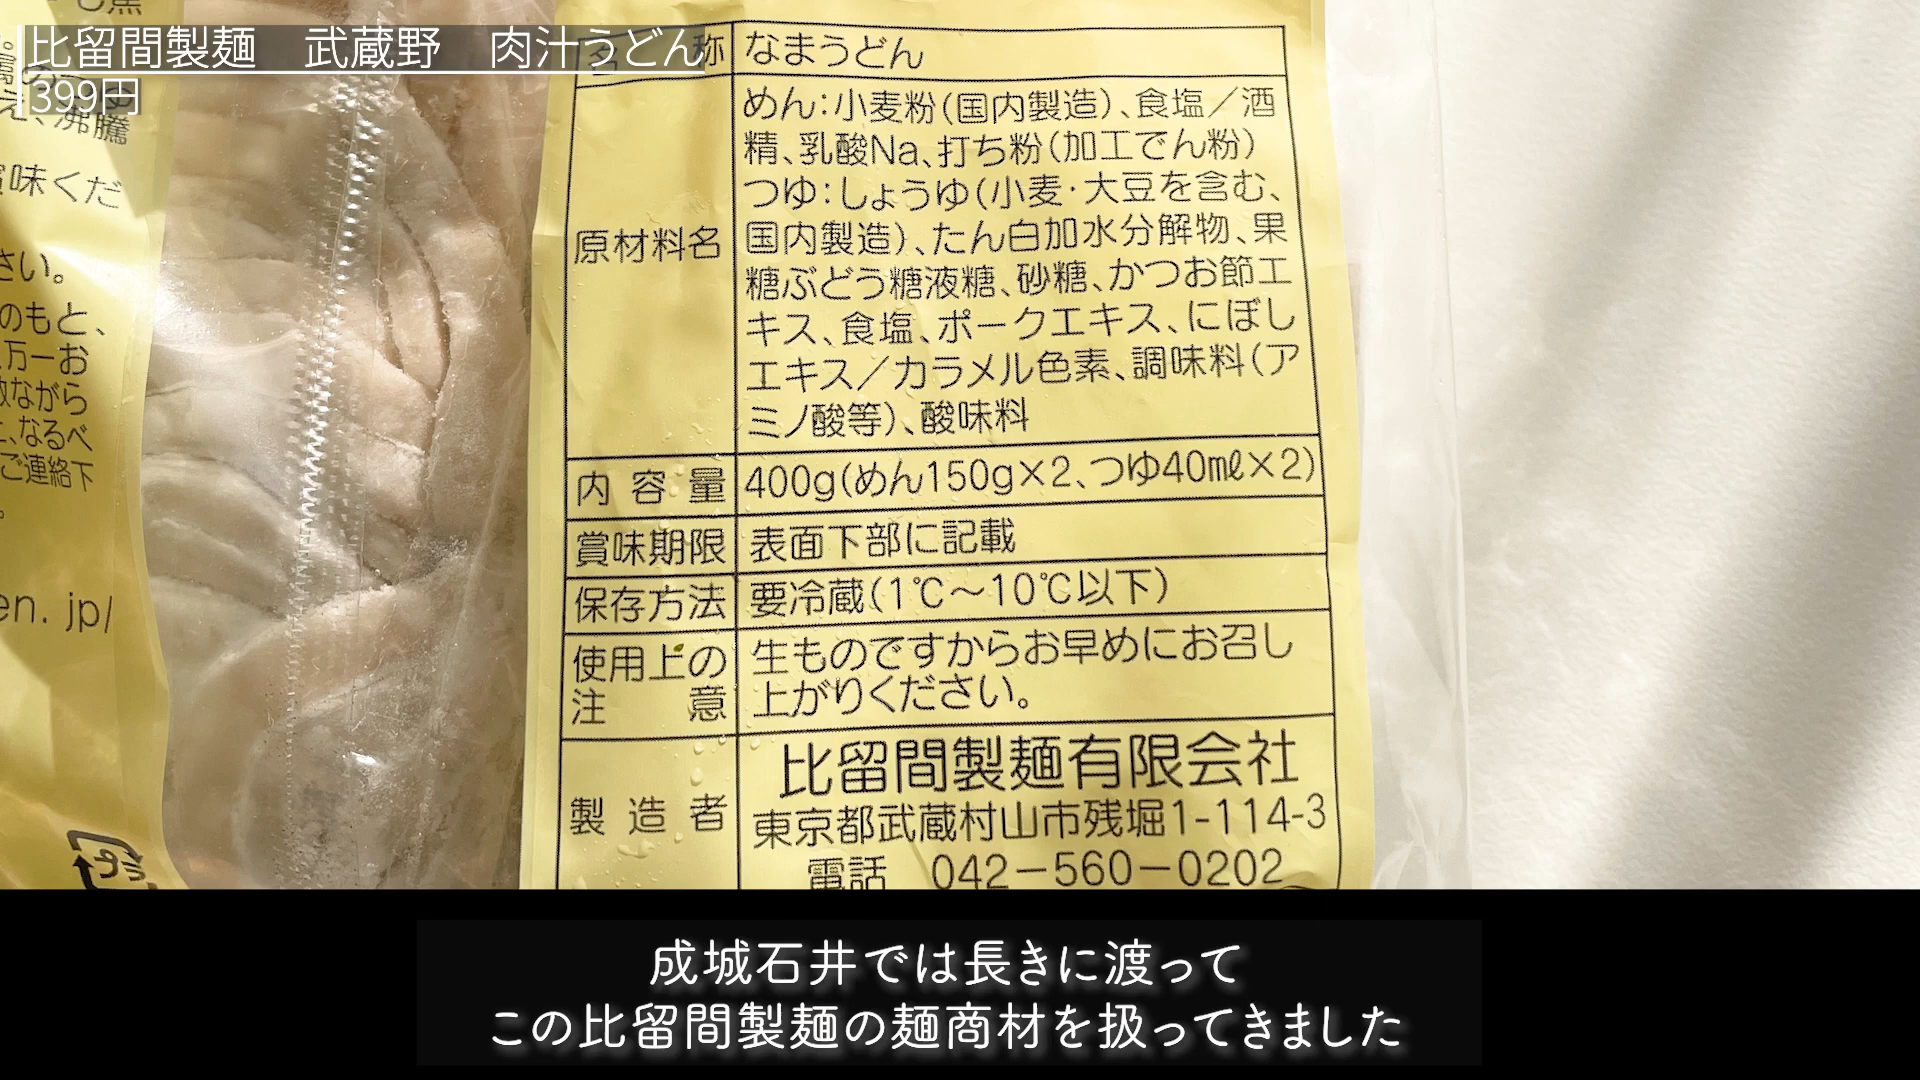 比留間製麺　武蔵野　肉汁うどん
399円
沸騰
味くだ
さい。
のもと、
万一お
ながら
なるべ
ご連絡下
en. jp/
名称 なまうどん
原材料名
めん：小麦粉（国内製造）、食塩／酒
精、乳酸Na、打ち粉（加工でん粉）
つゆ：しょうゆ（小麦・大豆を含む、
国内製造）、たん白加水分解物、果
糖ぶどう糖液糖、砂糖、かつお節エ
キス、食塩、ポークエキス、にぼし
エキス／カラメル色素、調味料（ア
ミノ酸等）、酸味料
内容量 400g（めん150g×2、つゆ40㎖×2）
賞味期限 表面下部に記載
保存方法 要冷蔵（1℃～10℃以下）
使用上の注意
生ものですからお早めにお召し
上がりください。
製造者
比留間製麺有限会社
東京都武蔵村山市残堀1-114-3
電話　042－560－0202
成城石井では長きに渡って
この比留間製麺の麺商材を扱ってきました